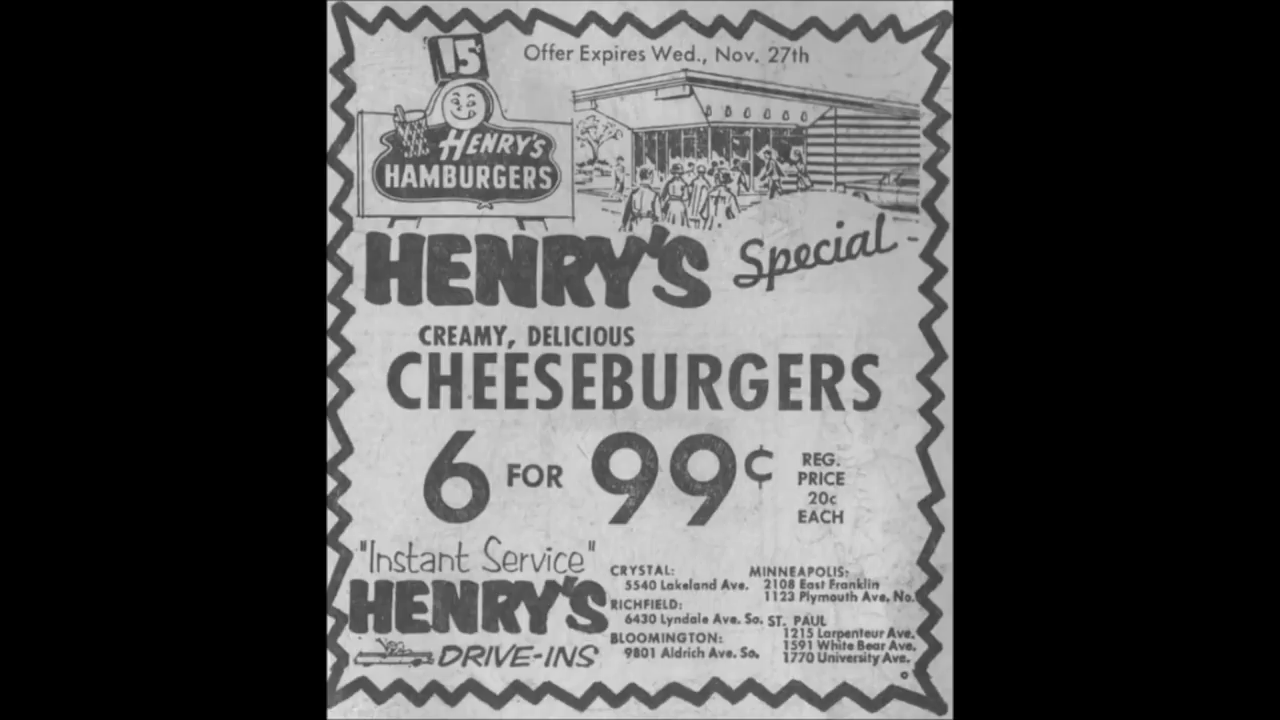 Offer Expires Wed., Nov. 27th
15¢
HENRY'S
HAMBURGERS
HENRY'S Special
CREAMY, DELICIOUS
CHEESEBURGERS
6 FOR 99¢
REG.
PRICE
20c
EACH
"Instant Service"
HENRY'S
DRIVE-INS
CRYSTAL:
5540 Lakeland Ave.
RICHFIELD:
6430 Lyndale Ave. So.
BLOOMINGTON:
9801 Aldrich Ave. So.
MINNEAPOLIS:
2108 East Franklin
1123 Plymouth Ave. No.
ST. PAUL
1215 Larpenteur Ave.
1591 White Bear Ave.
1770 University Ave.